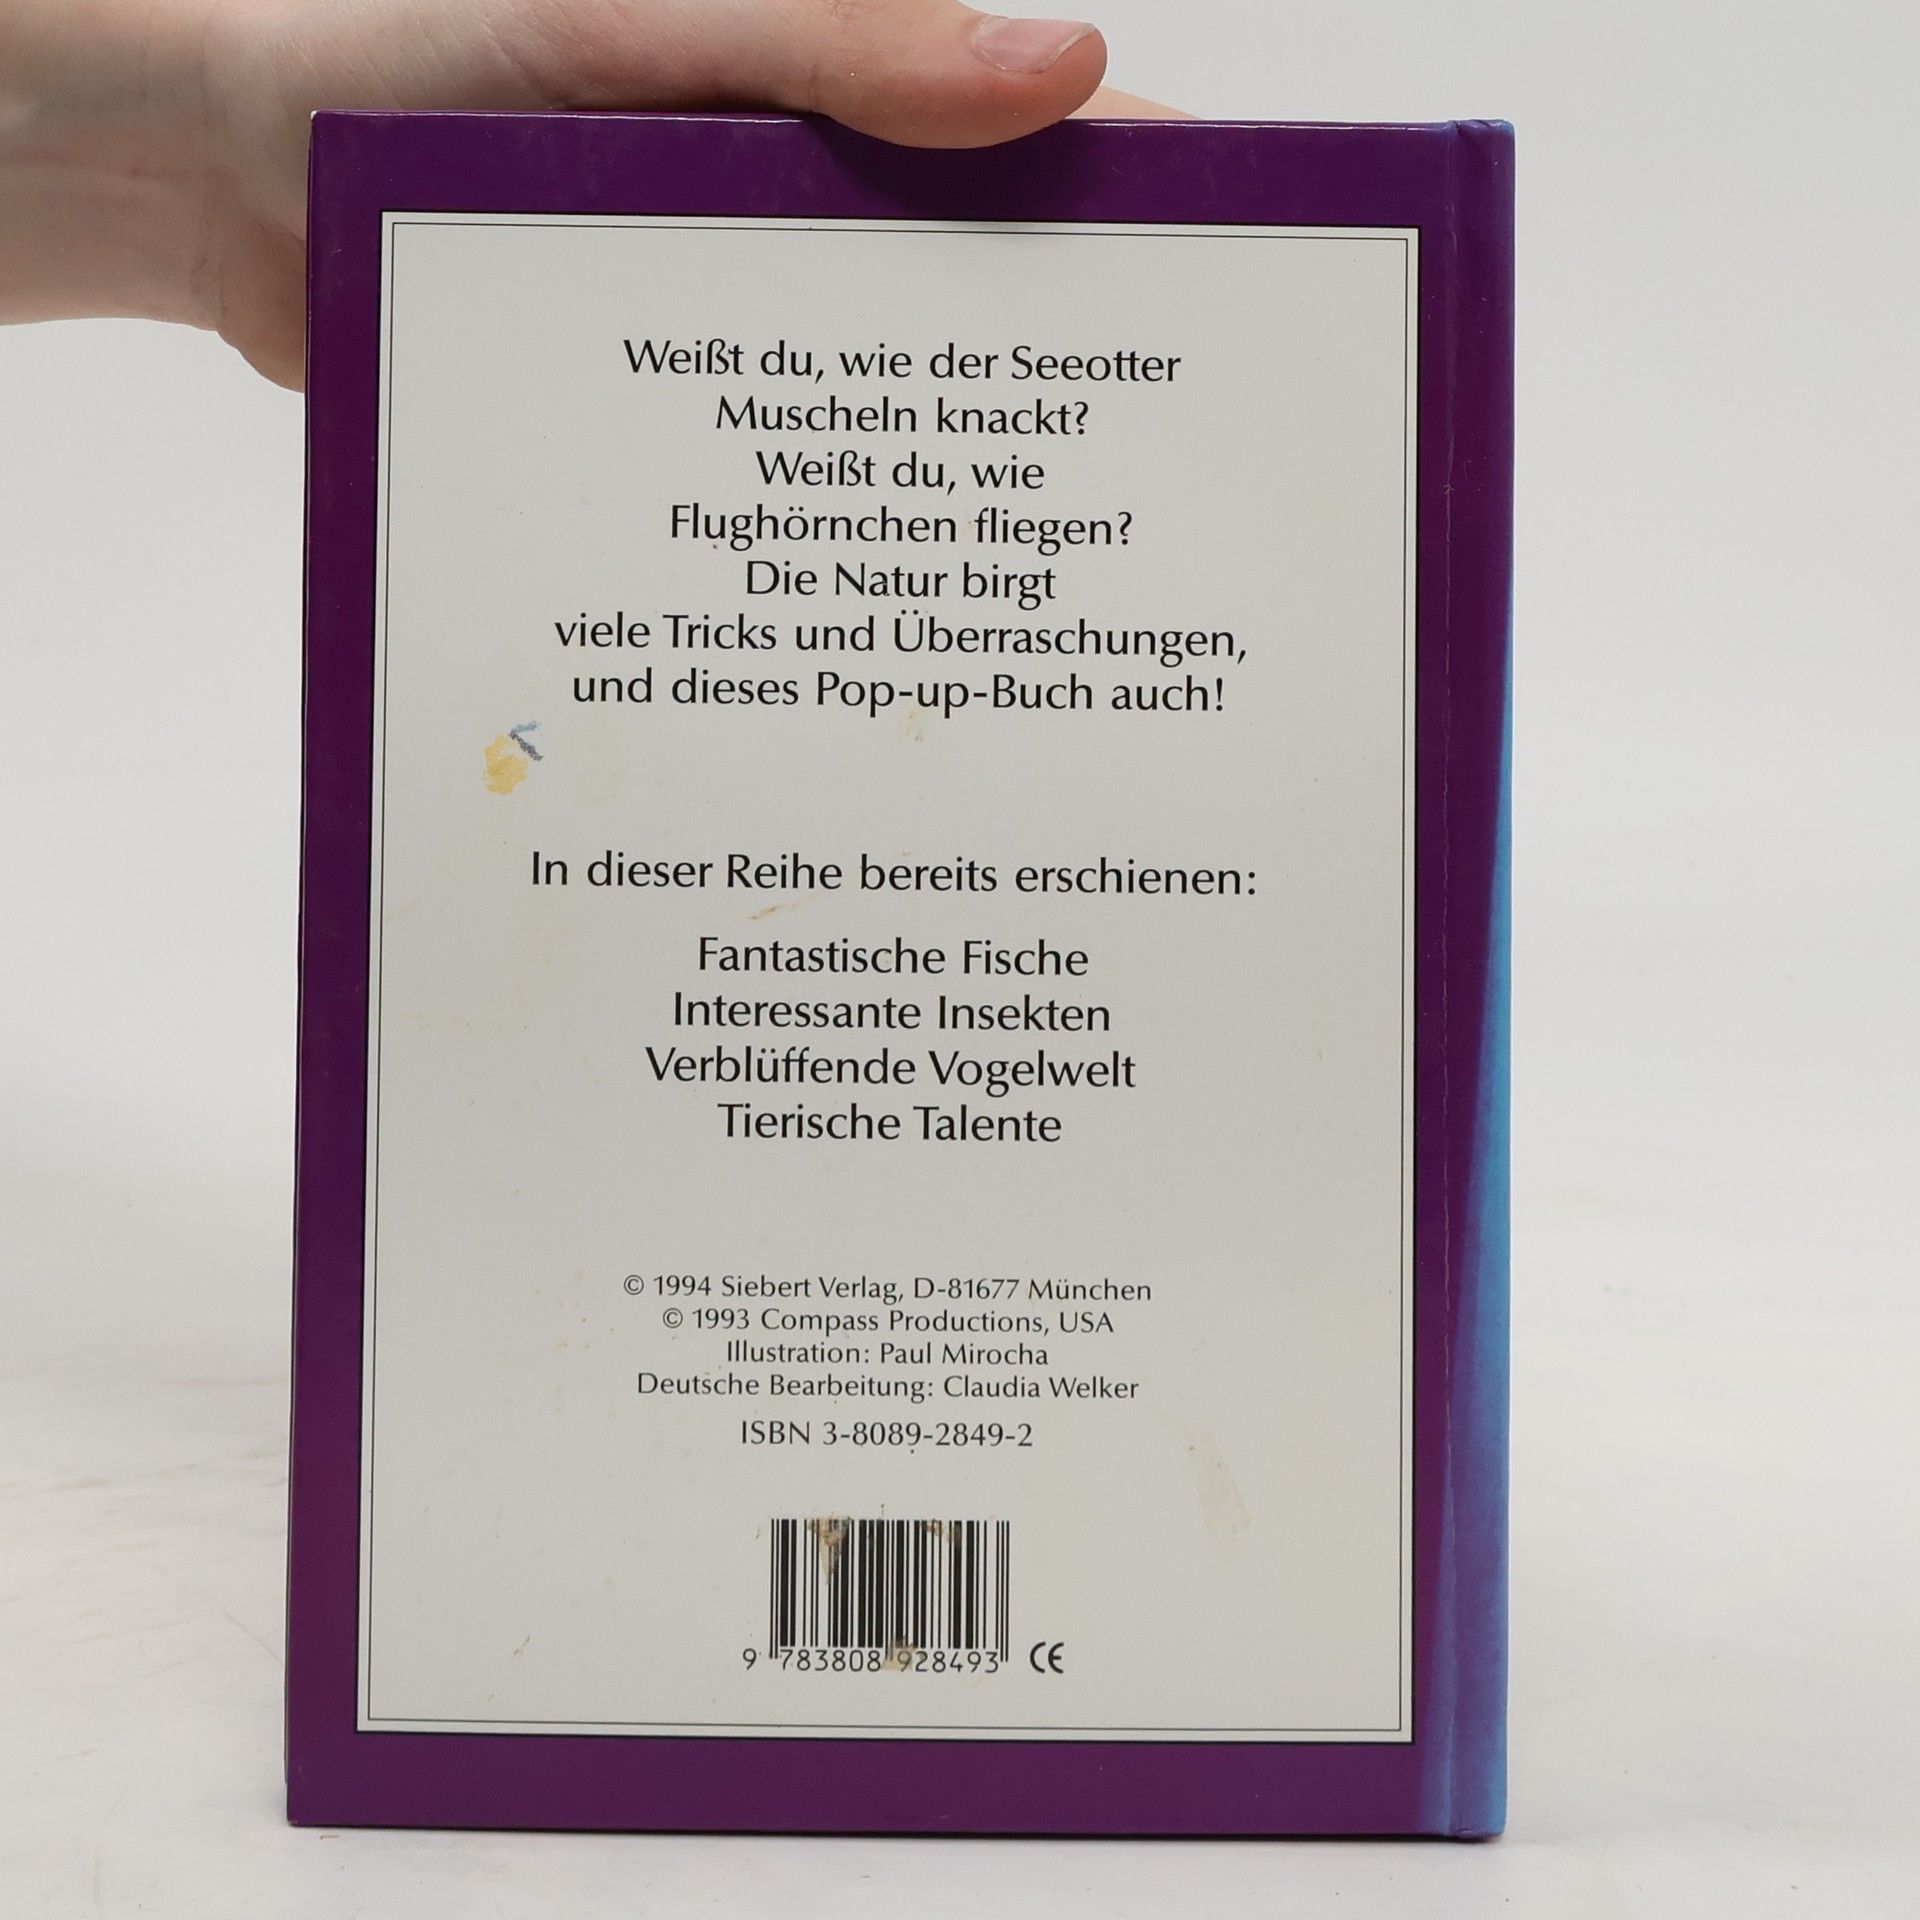 Weißt du, wie der Seeotter
Muscheln knackt?
Weißt du, wie
Flughörnchen fliegen?
Die Natur birgt
viele Tricks und Überraschungen,
und dieses Pop-up-Buch auch!
In dieser Reihe bereits erschienen:
Fantastische Fische
Interessante Insekten
Verblüffende Vogelwelt
Tierische Talente
© 1994 Siebert Verlag, D-81677 München
© 1993 Compass Productions, USA
Illustration: Paul Mirocha
Deutsche Bearbeitung: Claudia Welker
ISBN 3-8089-2849-2
9 783808 928493 CE